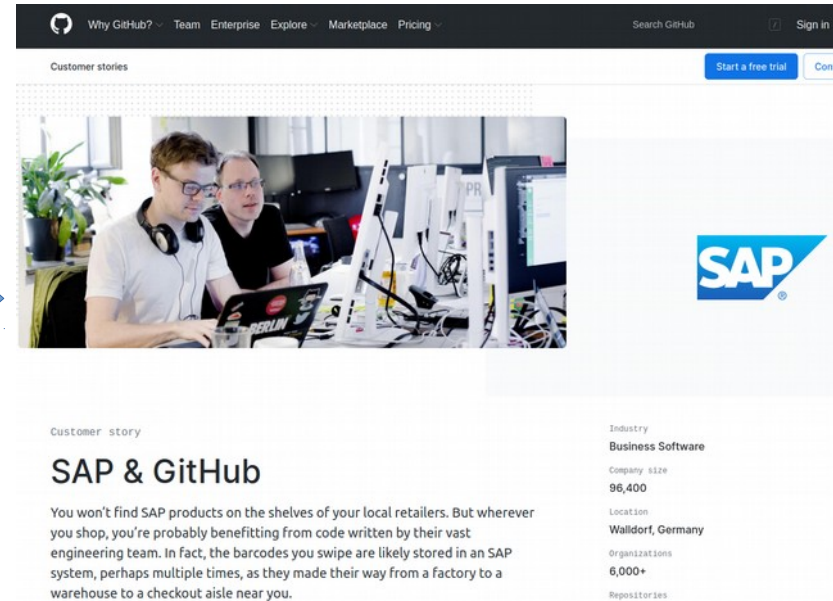 Why GitHub? Team Enterprise Explore Marketplace Pricing Search GitHub / Sign in
Customer stories Start a free trial
PR
BERLIN
SAP ®
Customer story
SAP & GitHub
You won't find SAP products on the shelves of your local retailers. But wherever
you shop, you're probably benefitting from code written by their vast
engineering team. In fact, the barcodes you swipe are likely stored in an SAP
system, perhaps multiple times, as they made their way from a factory to a
warehouse to a checkout aisle near you.
Industry
Business Software
Company size
96,400
Location
Walldorf, Germany
Organizations
6,000+
Repositories